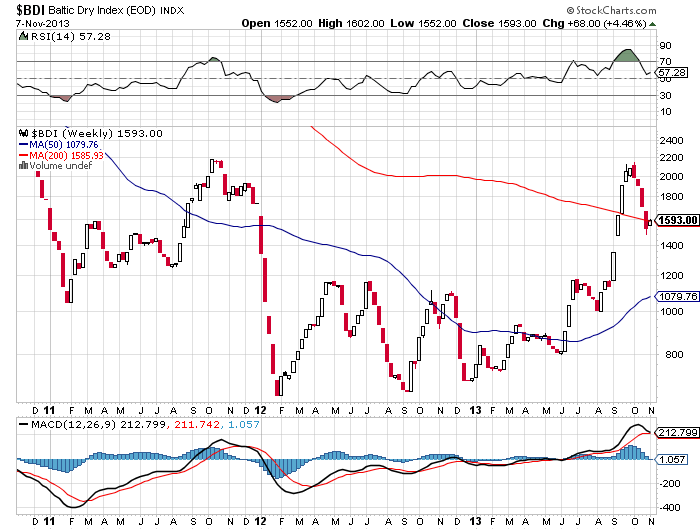 $BDI Baltic Dry Index (EOD) INDX
© StockCharts.com
7-Nov-2013
Open 1552.00 High 1602.00 Low 1552.00 Close 1593.00 Chg +68.00 (+4.46%)
RSI(14) 57.28
90
70
57.28
50
30
10
$BDI (Weekly) 1593.00
MA(50) 1079.76
MA(200) 1585.93
Volume undef
2400
2200
2000
1800
1593.00
1400
1200
1079.76
1000
800
D 11 F M A M J J A S O N D 12 F M A M J J A S O N D 13 F M A M J J A S O N
MACD(12,26,9) 212.799, 211.742, 1.057
212.799
1.057
-200
-400
D 11 F M A M J J A S O N D 12 F M A M J J A S O N D 13 F M A M J J A S O N